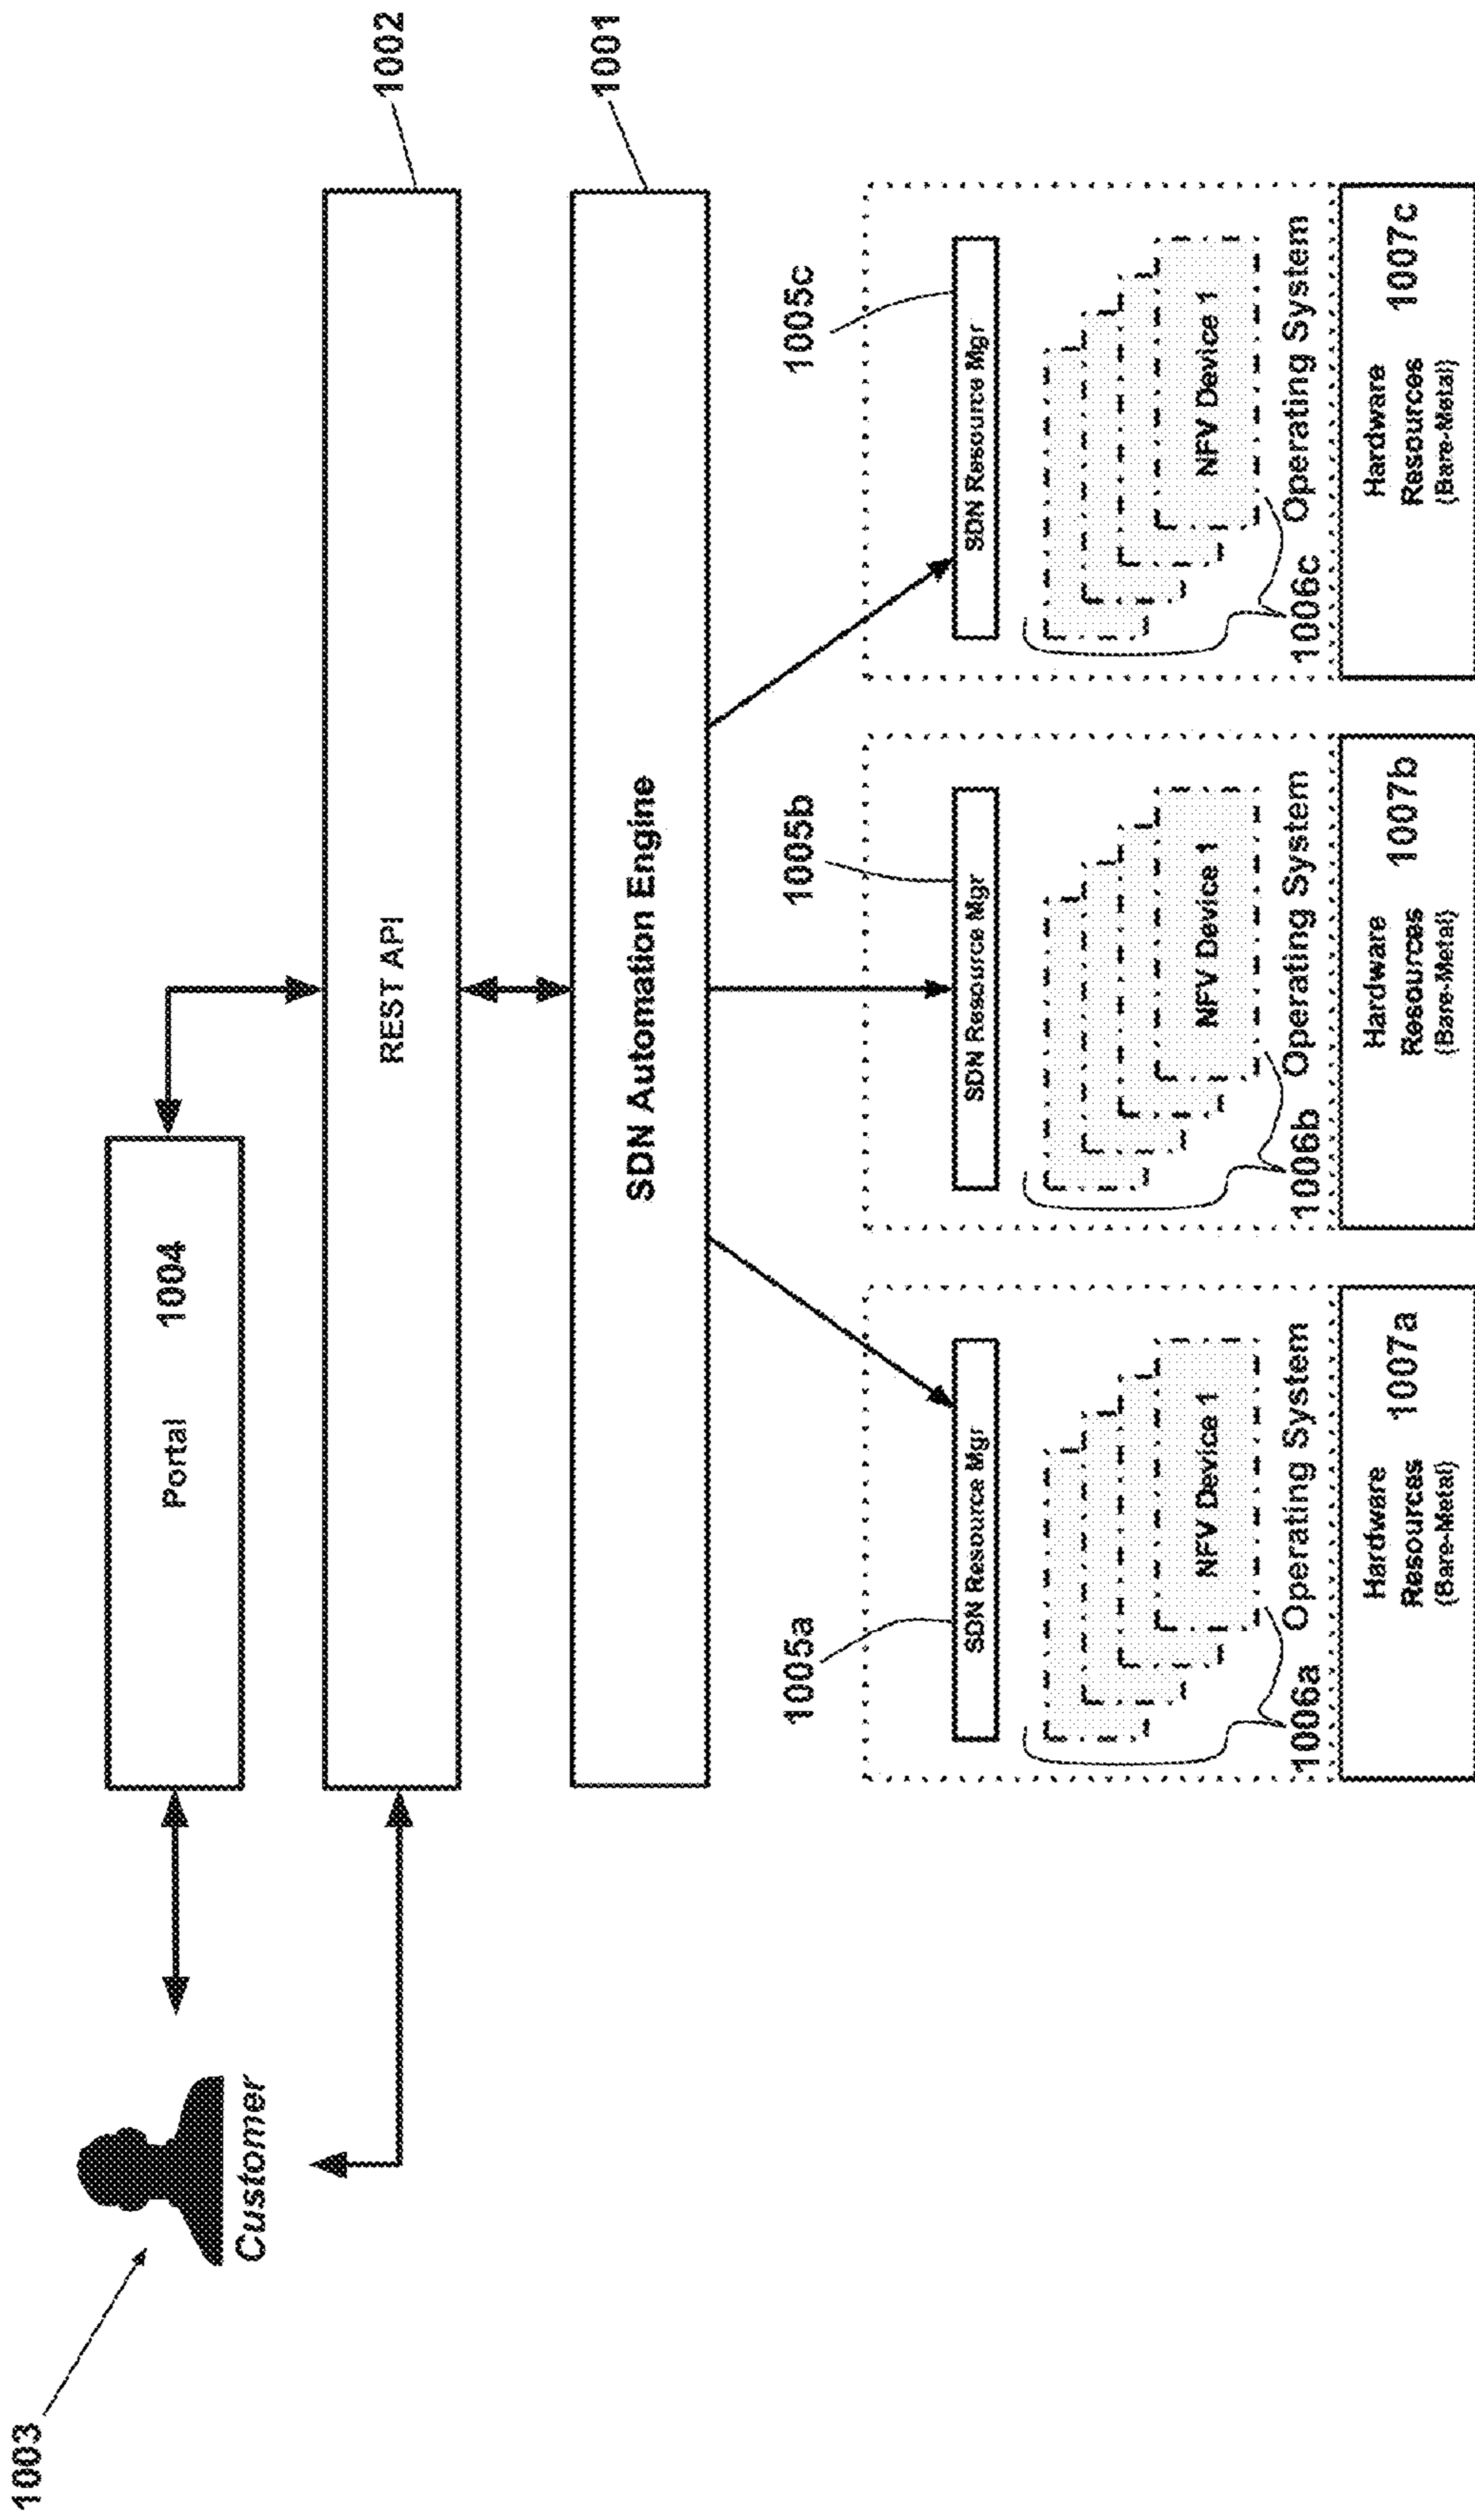 1003
Customer
Portal 1004
1002
REST API
1001
SDN Automation Engine
1005a
SDN Resource Mgr
NFV Device 1
1006a
Operating System
Hardware
Resources
(Bare-Metal)
1007a
1005b
SDN Resource Mgr
NFV Device 1
1006b
Operating System
Hardware
Resources
(Bare-Metal)
1007b
1005c
SDN Resource Mgr
NFV Device 1
1006c
Operating System
Hardware
Resources
(Bare-Metal)
1007c